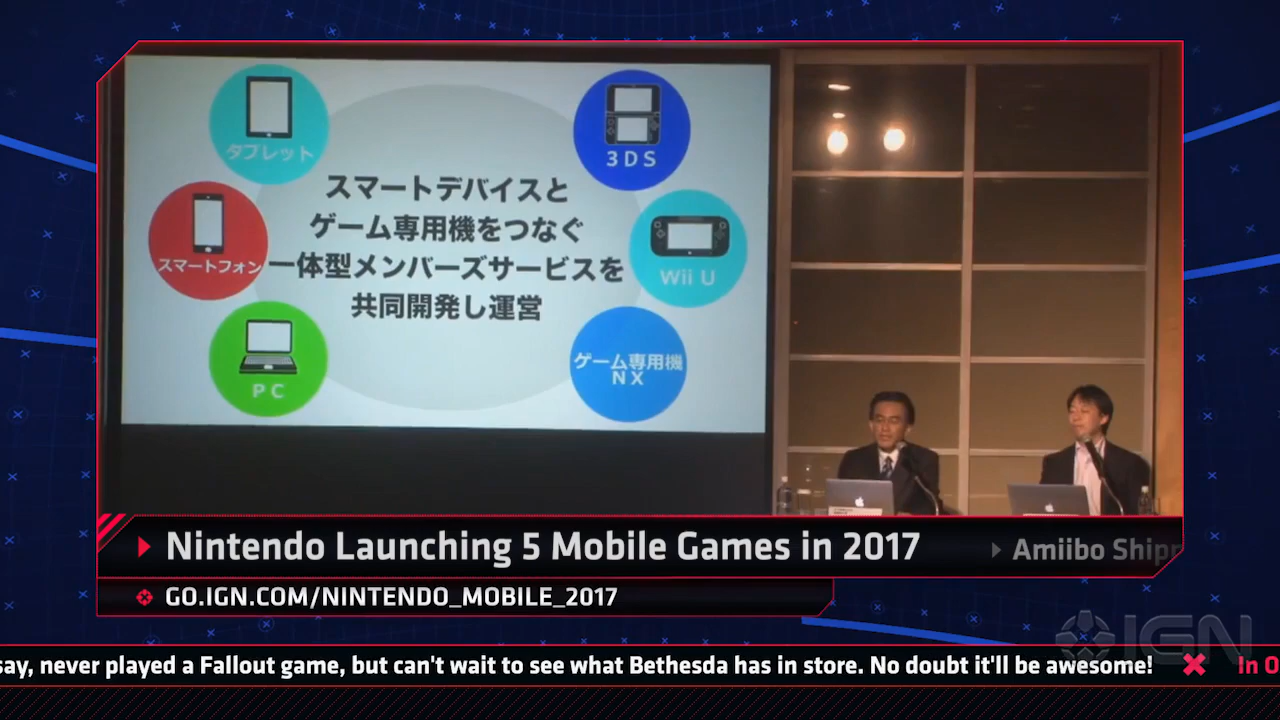 タブレット
3DS
スマートデバイスと
ゲーム専用機をつなぐ
スマートフォン
一体型メンバーズサービスを
Wii U
共同開発し運営
PC
ゲーム専用機
NX
Nintendo Launching 5 Mobile Games in 2017
Amiibo
GO.IGN.COM/NINTENDO_MOBILE_2017
IGN
say, never played a Fallout game, but can't wait to see what Bethesda has in store. No doubt it'll be awesome!
In